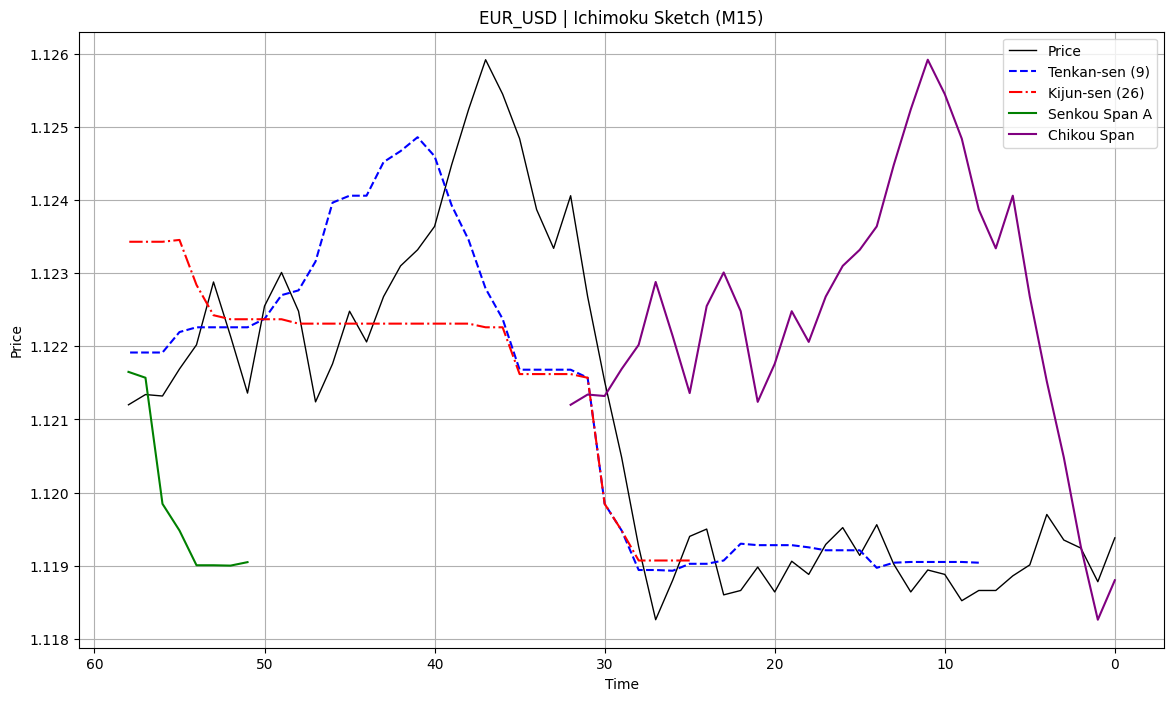 EUR_USD | Ichimoku Sketch (M15)
Price
Tenkan-sen (9)
Kijun-sen (26)
Senkou Span A
Chikou Span
1.126
1.125
1.124
1.123
1.122
1.121
1.120
1.119
1.118
Price
60 50 40 30 20 10 0
Time